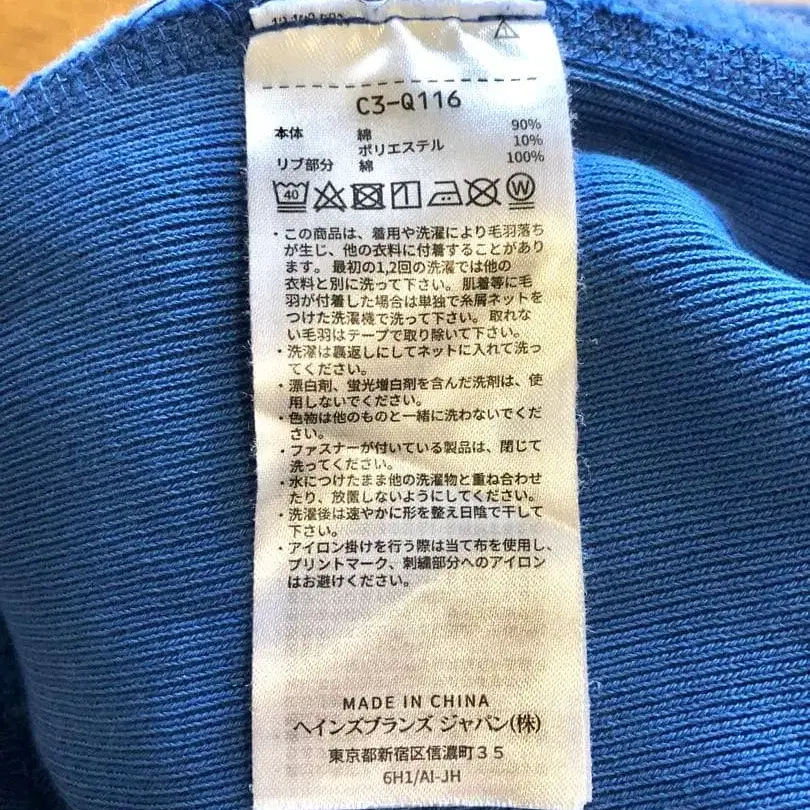 C3-Q116
本体 綿 90%
ポリエステル 10%
リブ部分 綿 100%
40 W
・この商品は、着用や洗濯により毛羽落ち
が生じ、他の衣料に付着することがあり
ます。最初の1,2回の洗濯では他の
衣料と別に洗って下さい。肌着等に毛
羽が付着した場合は単独で糸屑ネットを
つけた洗濯機で洗って下さい。取れな
い毛羽はテープで取り除いて下さい。
・洗濯は裏返しにしてネットに入れて洗っ
てください。
・漂白剤、蛍光増白剤を含んだ洗剤は、使
用しないでください。
・色物は他のものと一緒に洗わないでくだ
さい。
・ファスナーが付いている製品は、閉じて
洗ってください。
・水につけたまま他の洗濯物と重ね合わせ
たり、放置しないようにしてください。
・洗濯後は速やかに形を整え日陰で干して
下さい。
・アイロン掛けを行う際は当て布を使用し、
プリントマーク、刺繍部分へのアイロン
はお避けください。
MADE IN CHINA
ヘインズブランズ ジャパン(株)
東京都新宿区信濃町35
6H1/AI-JH